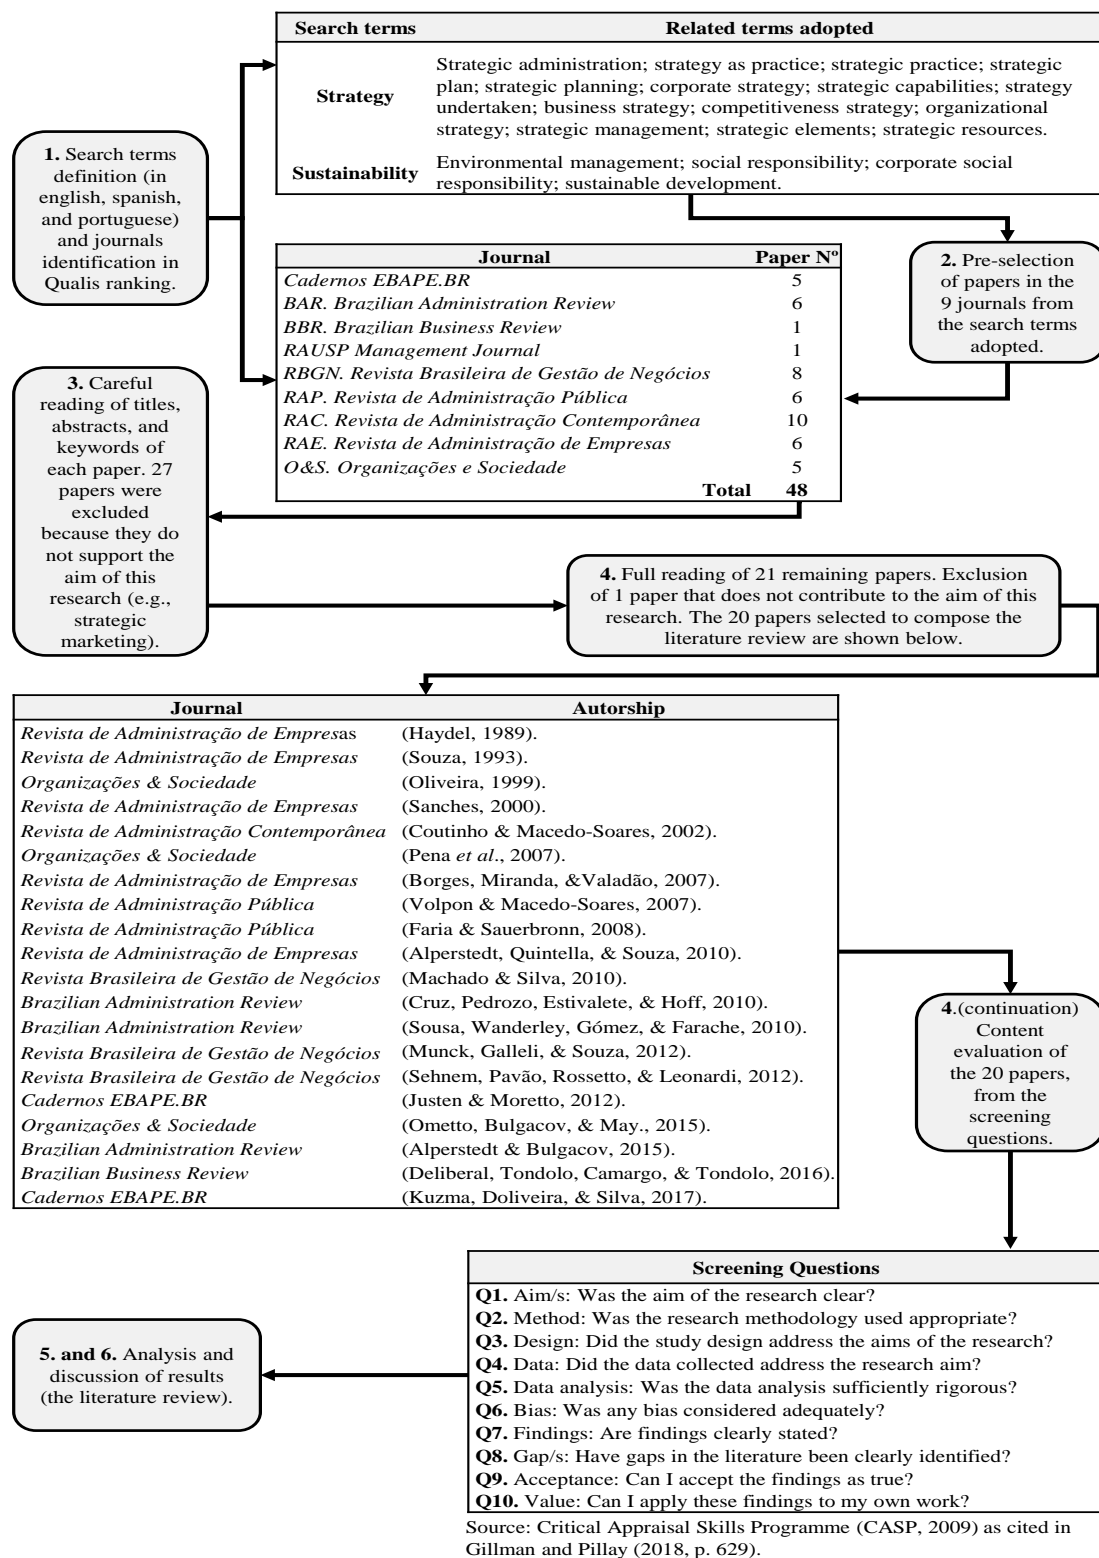 Search terms Related terms adopted
Strategy
Strategic administration; strategy as practice; strategic practice; strategic
plan; strategic planning; corporate strategy; strategic capabilities; strategy
undertaken; business strategy; competitiveness strategy; organizational
strategy; strategic management; strategic elements; strategic resources.
Sustainability
Environmental management; social responsibility; corporate social
responsibility; sustainable development.
1. Search terms
definition (in
english, spanish,
and portuguese)
and journals
identification in
Qualis ranking.
2. Pre-selection
of papers in the
9 journals from
the search terms
adopted.
Journal Paper Nº
Cadernos EBAPE.BR 5
BAR. Brazilian Administration Review 6
BBR. Brazilian Business Review 1
RAUSP Management Journal 1
RBGN. Revista Brasileira de Gestão de Negócios 8
RAP. Revista de Administração Pública 6
RAC. Revista de Administração Contemporânea 10
RAE. Revista de Administração de Empresas 6
O&S. Organizações e Sociedade 5
Total 48
3. Careful
reading of titles,
abstracts, and
keywords of
each paper. 27
papers were
excluded
because they do
not support the
aim of this
research (e.g.,
strategic
marketing).
4. Full reading of 21 remaining papers. Exclusion
of 1 paper that does not contribute to the aim of this
research. The 20 papers selected to compose the
literature review are shown below.
Journal Autorship
Revista de Administração de Empresas (Haydel, 1989).
Revista de Administração de Empresas (Souza, 1993).
Organizações & Sociedade (Oliveira, 1999).
Revista de Administração de Empresas (Sanches, 2000).
Revista de Administração Contemporânea (Coutinho & Macedo-Soares, 2002).
Organizações & Sociedade (Pena et al., 2007).
Revista de Administração de Empresas (Borges, Miranda, &Valadão, 2007).
Revista de Administração Pública (Volpon & Macedo-Soares, 2007).
Revista de Administração Pública (Faria & Sauerbronn, 2008).
Revista de Administração de Empresas (Alperstedt, Quintella, & Souza, 2010).
Revista Brasileira de Gestão de Negócios (Machado & Silva, 2010).
Brazilian Administration Review (Cruz, Pedrozo, Estivalete, & Hoff, 2010).
Brazilian Administration Review (Sousa, Wanderley, Gómez, & Farache, 2010).
Revista Brasileira de Gestão de Negócios (Munck, Galleli, & Souza, 2012).
Revista Brasileira de Gestão de Negócios (Sehnem, Pavão, Rossetto, & Leonardi, 2012).
Cadernos EBAPE.BR (Justen & Moretto, 2012).
Organizações & Sociedade (Ometto, Bulgacov, & May., 2015).
Brazilian Administration Review (Alperstedt & Bulgacov, 2015).
Brazilian Business Review (Deliberal, Tondolo, Camargo, & Tondolo, 2016).
Cadernos EBAPE.BR (Kuzma, Doliveira, & Silva, 2017).
4.(continuation)
Content
evaluation of
the 20 papers,
from the
screening
questions.
Screening Questions
Q1. Aim/s: Was the aim of the research clear?
Q2. Method: Was the research methodology used appropriate?
Q3. Design: Did the study design address the aims of the research?
Q4. Data: Did the data collected address the research aim?
Q5. Data analysis: Was the data analysis sufficiently rigorous?
Q6. Bias: Was any bias considered adequately?
Q7. Findings: Are findings clearly stated?
Q8. Gap/s: Have gaps in the literature been clearly identified?
Q9. Acceptance: Can I accept the findings as true?
Q10. Value: Can I apply these findings to my own work?
Source: Critical Appraisal Skills Programme (CASP, 2009) as cited in
Gillman and Pillay (2018, p. 629).
5. and 6. Analysis and
discussion of results
(the literature review).